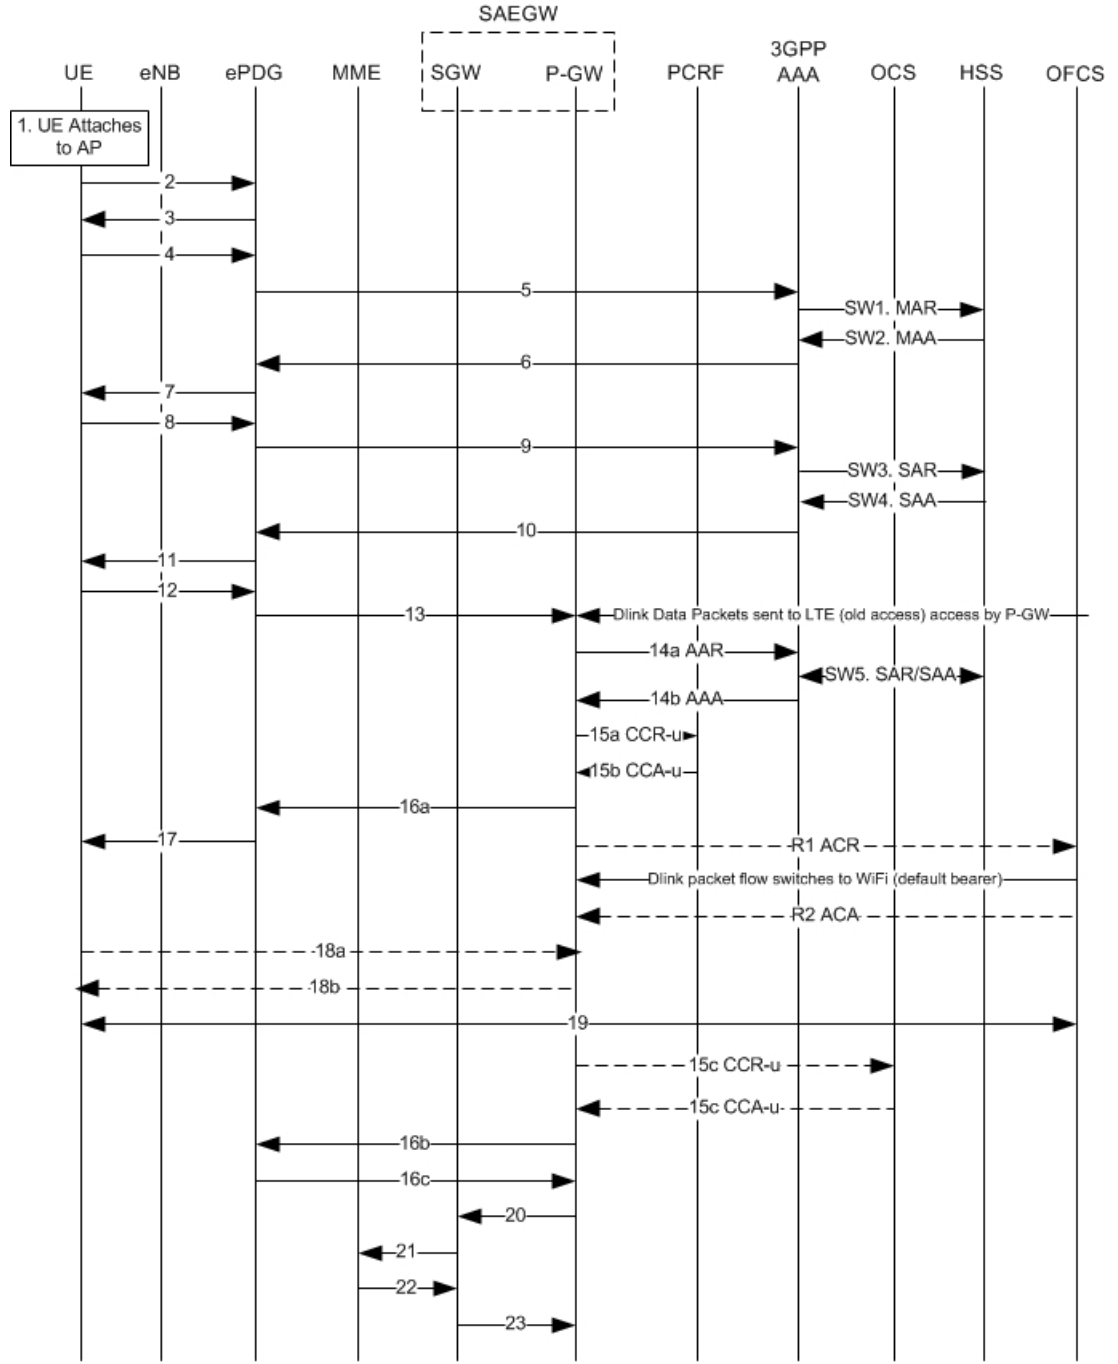 SAEGW
3GPP
UE eNB ePDG MME SGW P-GW PCRF AAA OCS HSS OFCS
1. UE Attaches
to AP
2
3
4
5
SW1. MAR
SW2. MAA
6
7
8
9
SW3. SAR
SW4. SAA
10
11
12
13 Dlink Data Packets sent to LTE (old access) access by P-GW
14a AAR
SW5. SAR/SAA
14b AAA
15a CCR-u
15b CCA-u
16a
17
R1 ACR
Dlink packet flow switches to WiFi (default bearer)
R2 ACA
18a
18b
19
15c CCR-u
15c CCA-u
16b
16c
20
21
22
23